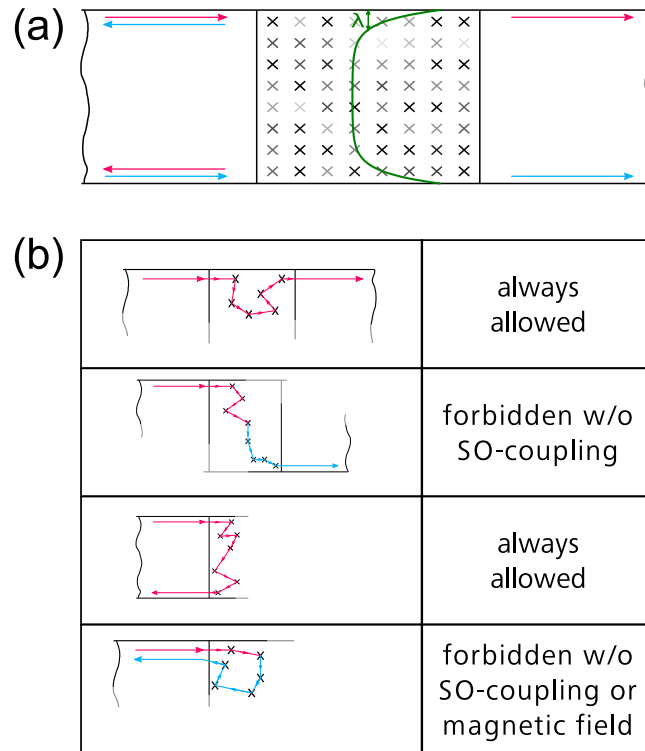 (a)
λ
(b)
always
allowed
forbidden w/o
SO-coupling
always
allowed
forbidden w/o
SO-coupling or
magnetic field